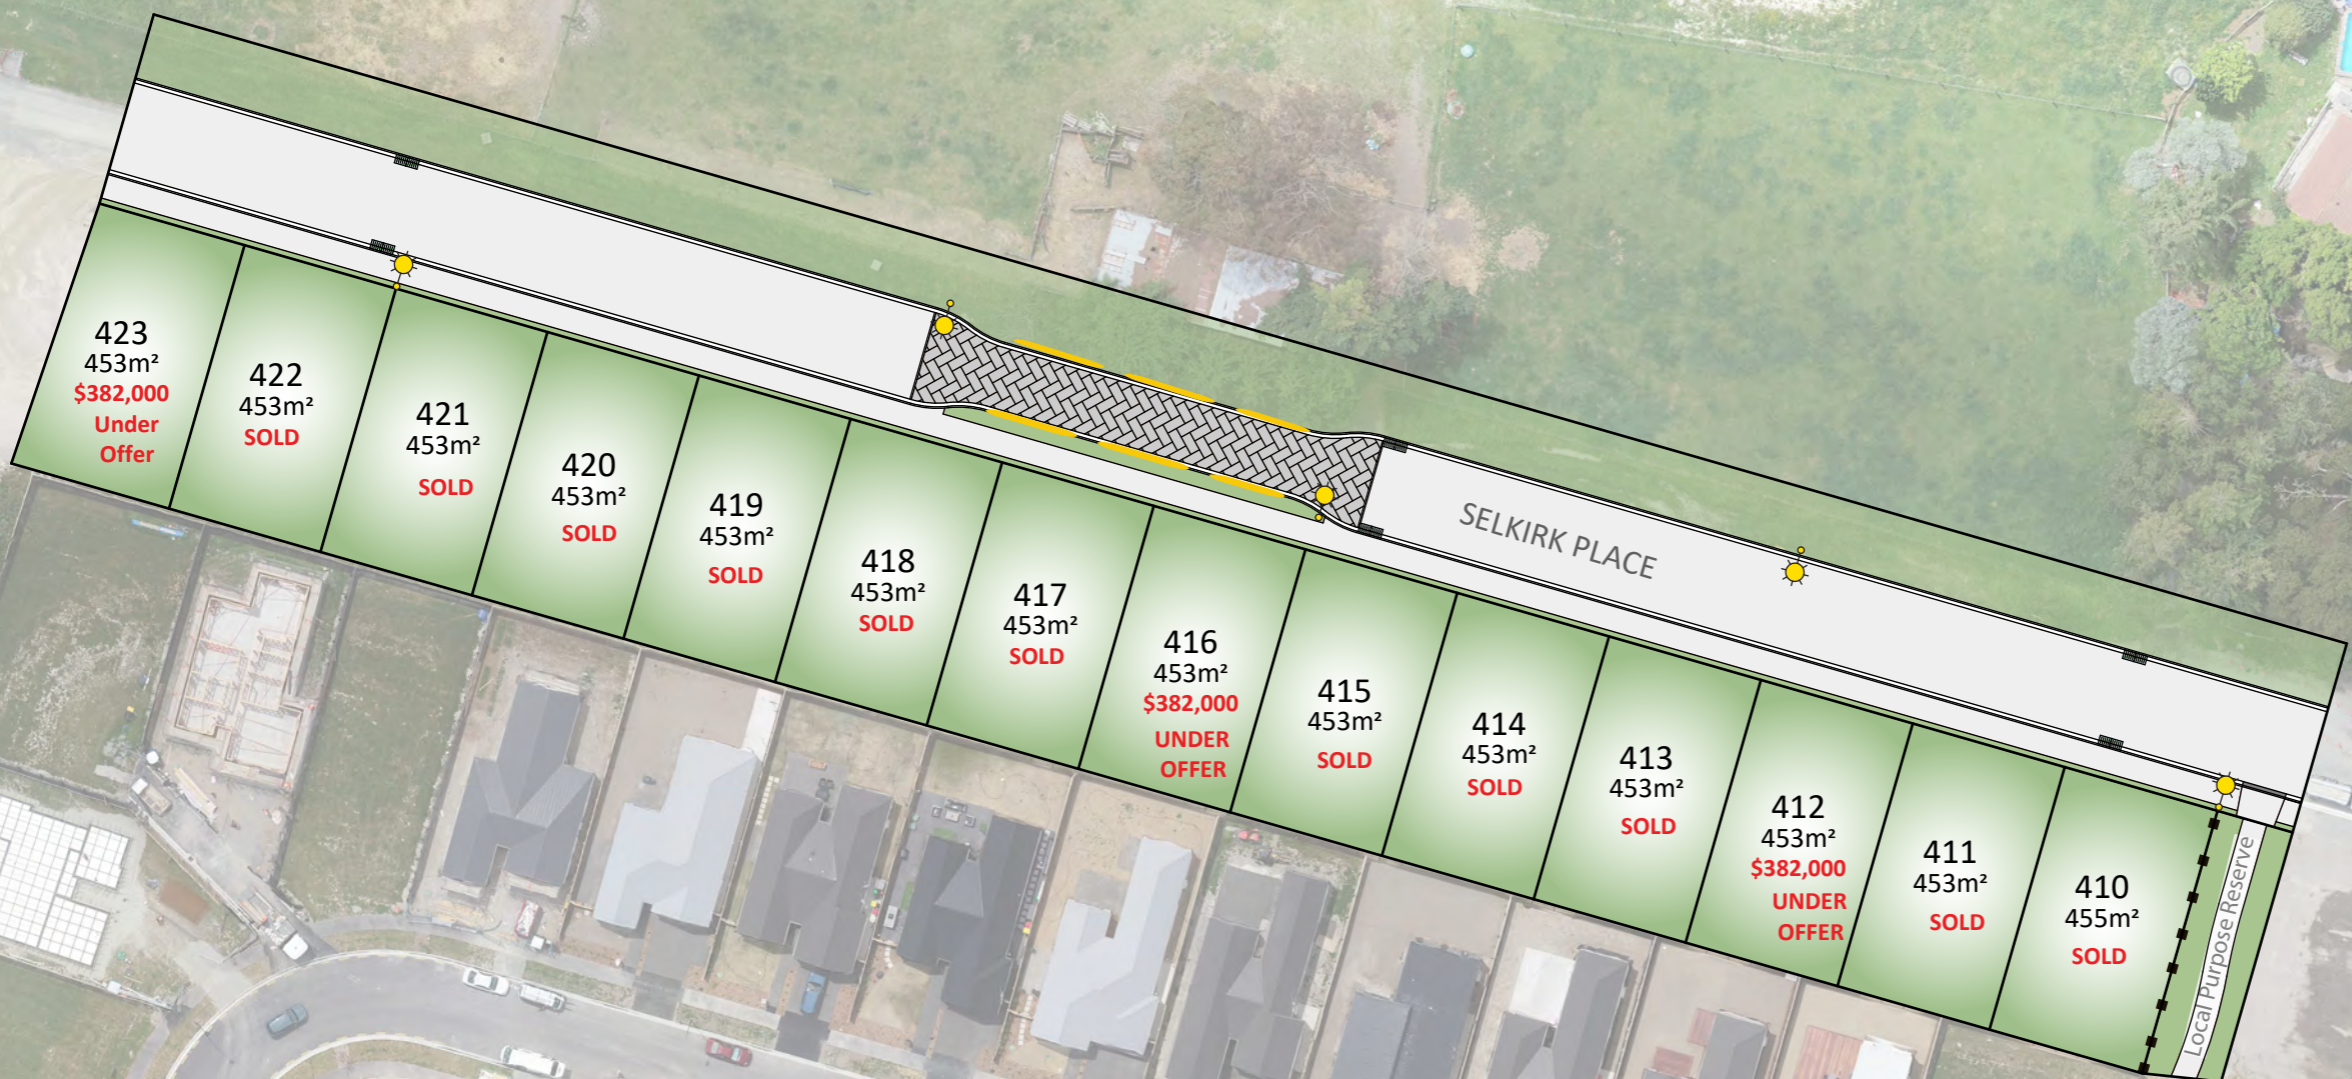 423
453m²
$382,000
Under
Offer
422
453m²
SOLD
421
453m²
SOLD
420
453m²
SOLD
419
453m²
SOLD
418
453m²
SOLD
417
453m²
SOLD
416
453m²
$382,000
UNDER
OFFER
415
453m²
SOLD
414
453m²
SOLD
413
453m²
SOLD
412
453m²
$382,000
UNDER
OFFER
411
453m²
SOLD
410
455m²
SOLD
SELKIRK PLACE
Local Purpose Reserve